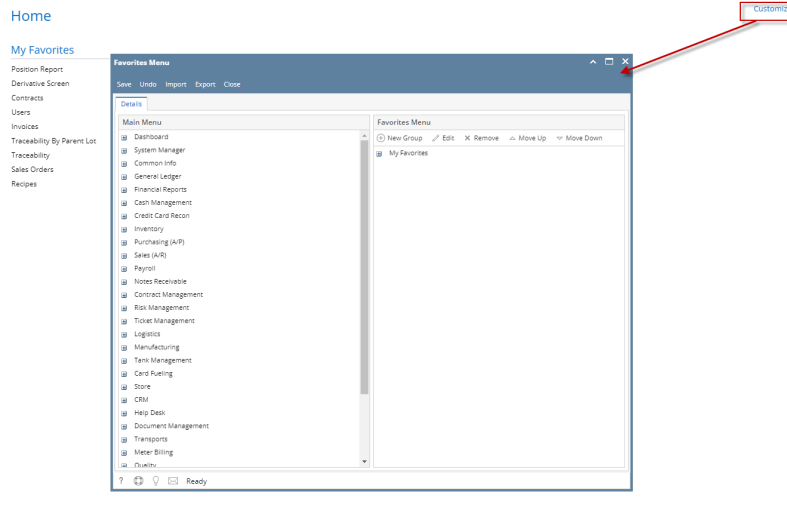 Home
Customiz
My Favorites
Position Report
Derivative Screen
Contracts
Users
Invoices
Traceability By Parent Lot
Traceability
Sales Orders
Recipes
Favorites Menu
Save Undo Import Export Close
Details
Main Menu
Dashboard
System Manager
Common Info
General Ledger
Financial Reports
Cash Management
Credit Card Recon
Inventory
Purchasing (A/P)
Sales (A/R)
Payroll
Notes Receivable
Contract Management
Risk Management
Ticket Management
Logistics
Manufacturing
Tank Management
Card Fueling
Store
CRM
Help Desk
Document Management
Transports
Meter Billing
Quality
Favorites Menu
New Group Edit Remove Move Up Move Down
My Favorites
? Ready